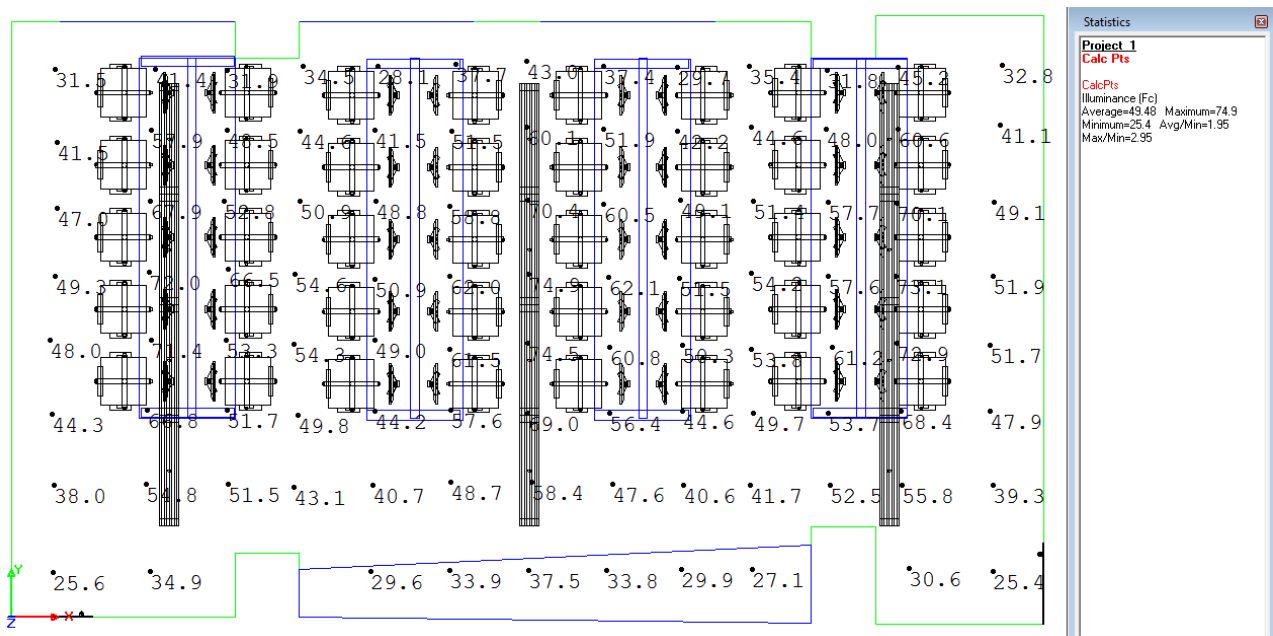 Statistics
Project_1
Calc Pts
CalcPts
Illuminance (Fc)
Average=49.48 Maximum=74.9
Minimum=25.4 Avg/Min=1.95
Max/Min=2.95
31.5 41.4 31.9 34.5 28.1 37.7 43.0 37.4 29.7 35.4 31.8 45.2 32.8
41.5 57.9 48.5 44.6 41.5 51.5 60.1 51.9 42.2 44.6 48.0 60.6 41.1
47.0 67.9 52.8 50.9 48.8 58.8 70.4 60.5 49.1 51.4 57.7 70.1 49.1
49.3 72.0 66.5 54.6 50.9 62.0 74.9 62.1 51.5 54.2 57.6 73.1 51.9
48.0 71.4 53.3 54.3 49.0 61.5 74.5 60.8 50.3 53.8 61.2 72.9 51.7
44.3 51.7 49.8 44.2 57.6 69.0 56.4 44.6 49.7 53.7 68.4 47.9
38.0 54.8 51.5 43.1 40.7 48.7 58.4 47.6 40.6 41.7 52.5 55.8 39.3
25.6 34.9 29.6 33.9 37.5 33.8 29.9 27.1 30.6 25.4
Y
Z
X